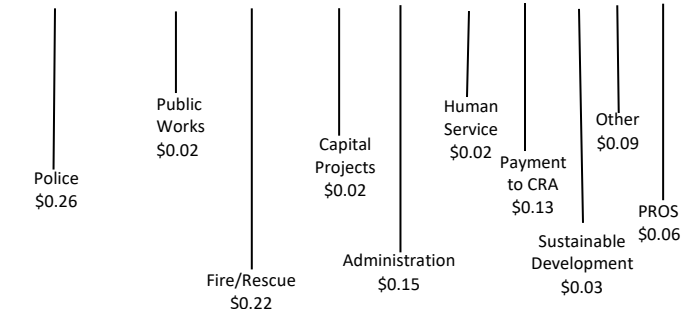 Police
$0.26
Public
Works
$0.02
Fire/Rescue
$0.22
Capital
Projects
$0.02
Administration
$0.15
Human
Service
$0.02
Payment
to CRA
$0.13
Sustainable
Development
$0.03
Other
$0.09
PROS
$0.06